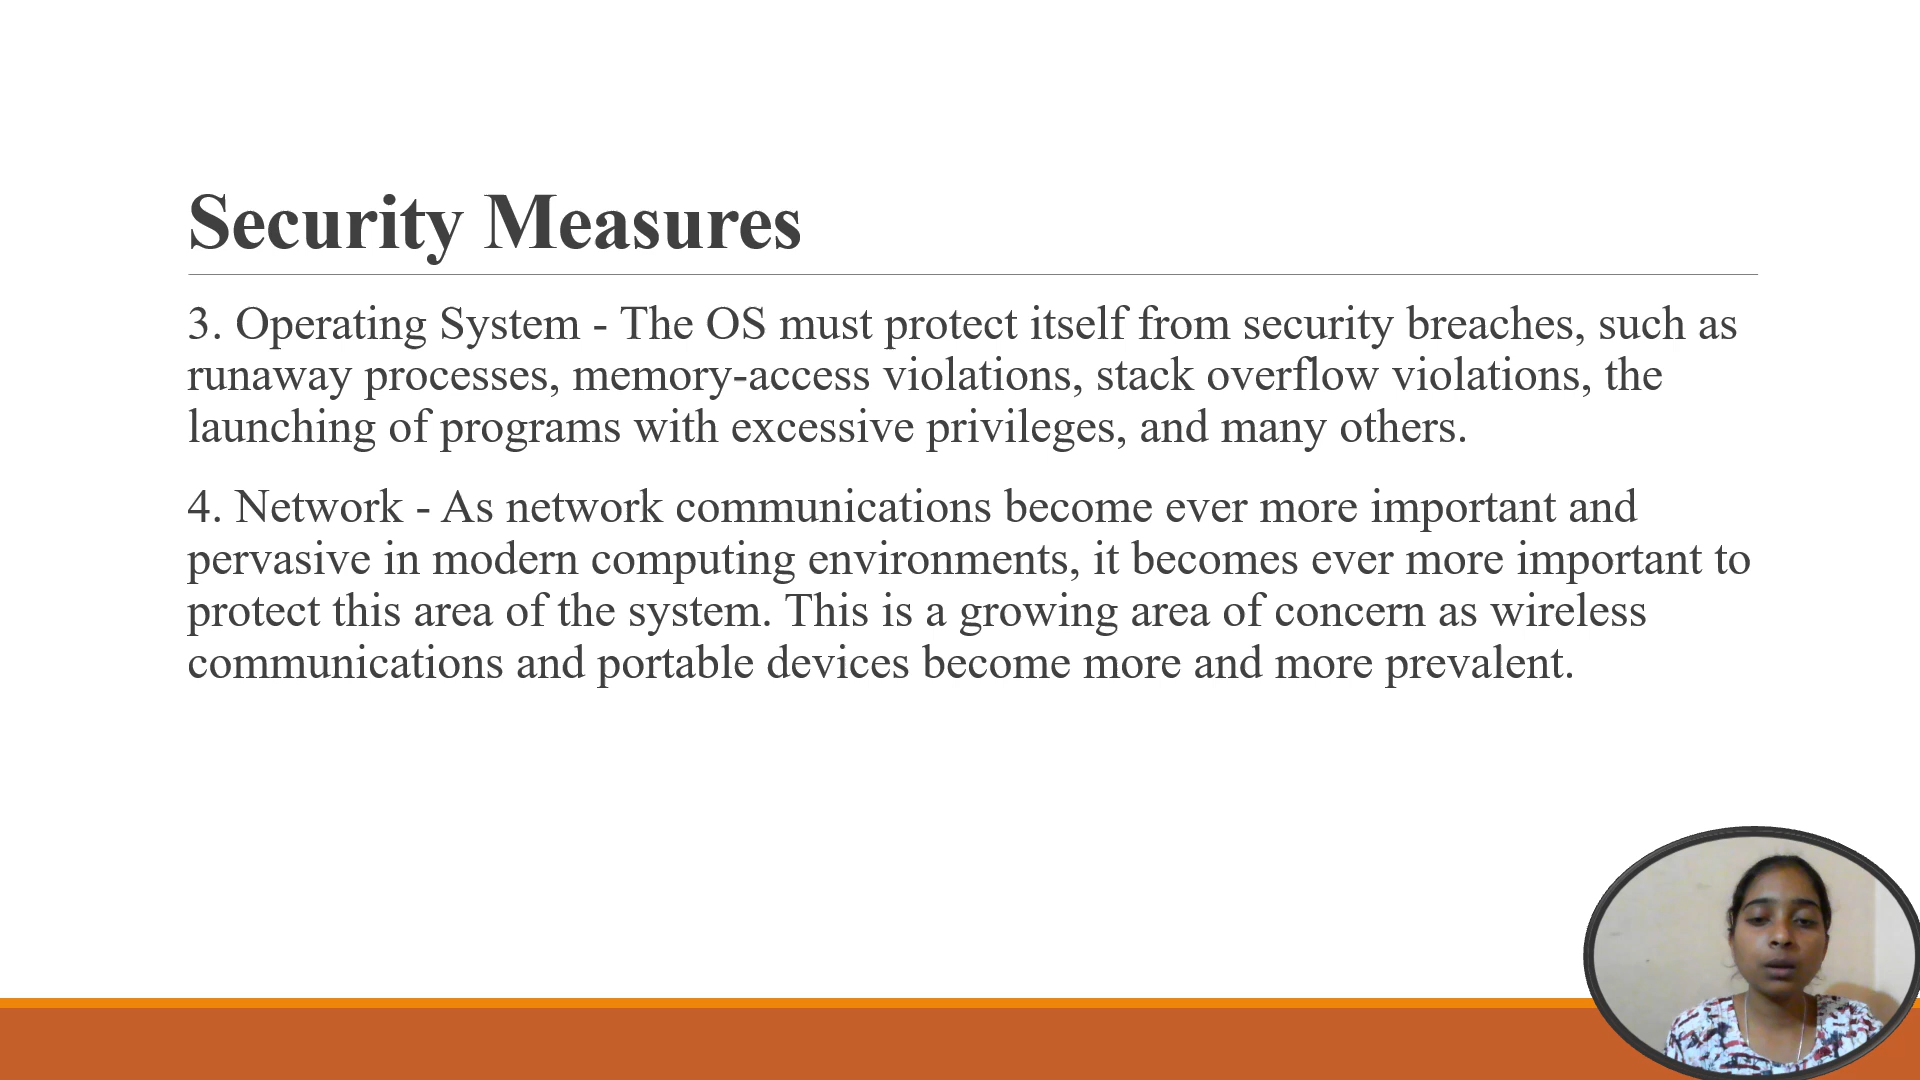 Security Measures
3. Operating System - The OS must protect itself from security breaches, such as
runaway processes, memory-access violations, stack overflow violations, the
launching of programs with excessive privileges, and many others.
4. Network - As network communications become ever more important and
pervasive in modern computing environments, it becomes ever more important to
protect this area of the system. This is a growing area of concern as wireless
communications and portable devices become more and more prevalent.